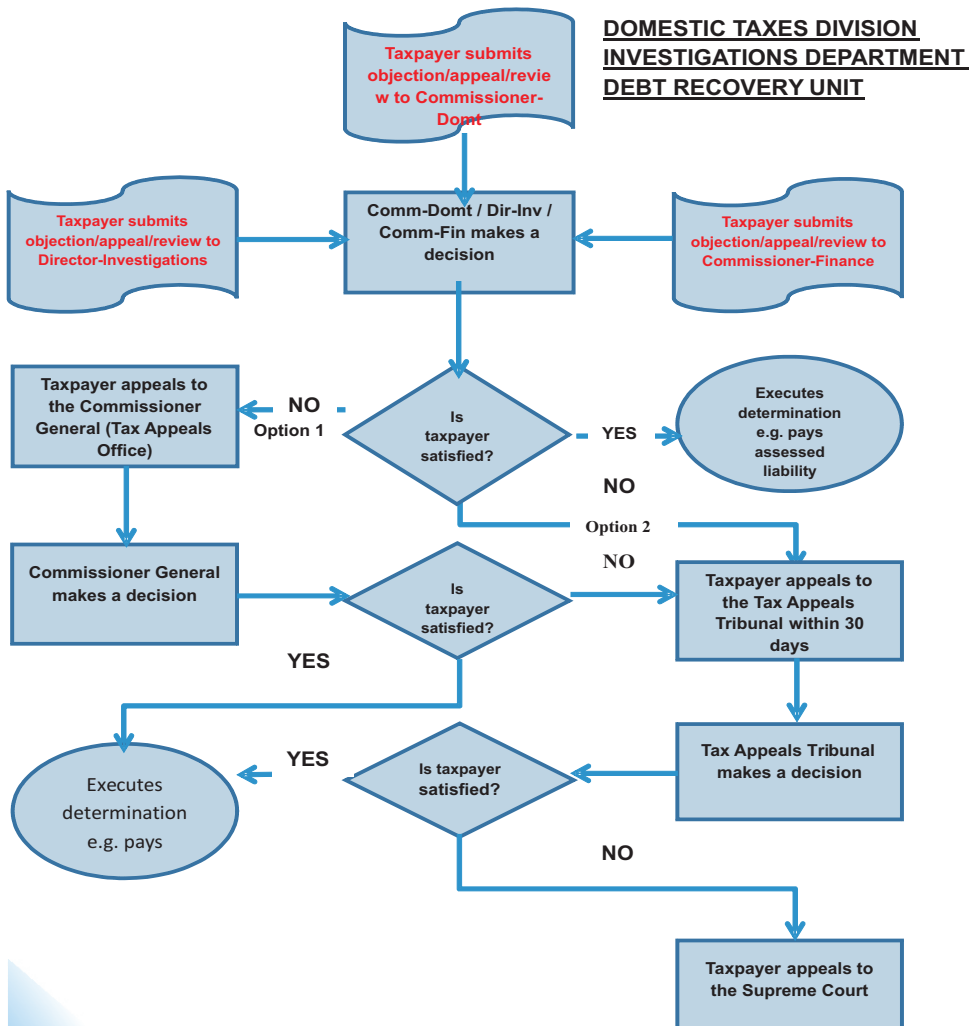 DOMESTIC TAXES DIVISION
INVESTIGATIONS DEPARTMENT
DEBT RECOVERY UNIT
Taxpayer submits
objection/appeal/revie
w to Commissioner-
Domt
Taxpayer submits
objection/appeal/review to
Director-Investigations
Comm-Domt / Dir-Inv /
Comm-Fin makes a
decision
Taxpayer submits
objection/appeal/review to
Commissioner-Finance
Taxpayer appeals to
the Commissioner
General (Tax Appeals
Office)
NO
Option 1
Is
taxpayer
satisfied?
YES
Executes
determination
e.g. pays
assessed
liability
NO
Option 2
NO
Commissioner General
makes a decision
Is
taxpayer
satisfied?
Taxpayer appeals to
the Tax Appeals
Tribunal within 30
days
YES
Executes
determination
e.g. pays
YES
Is taxpayer
satisfied?
Tax Appeals Tribunal
makes a decision
NO
Taxpayer appeals to
the Supreme Court